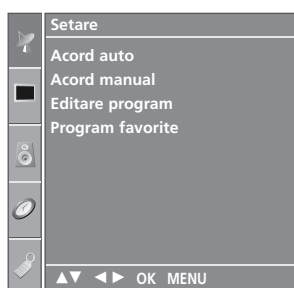 Setare
Acord auto
Acord manual
Editare program
Program favorite
▲▼ ◄► OK MENU